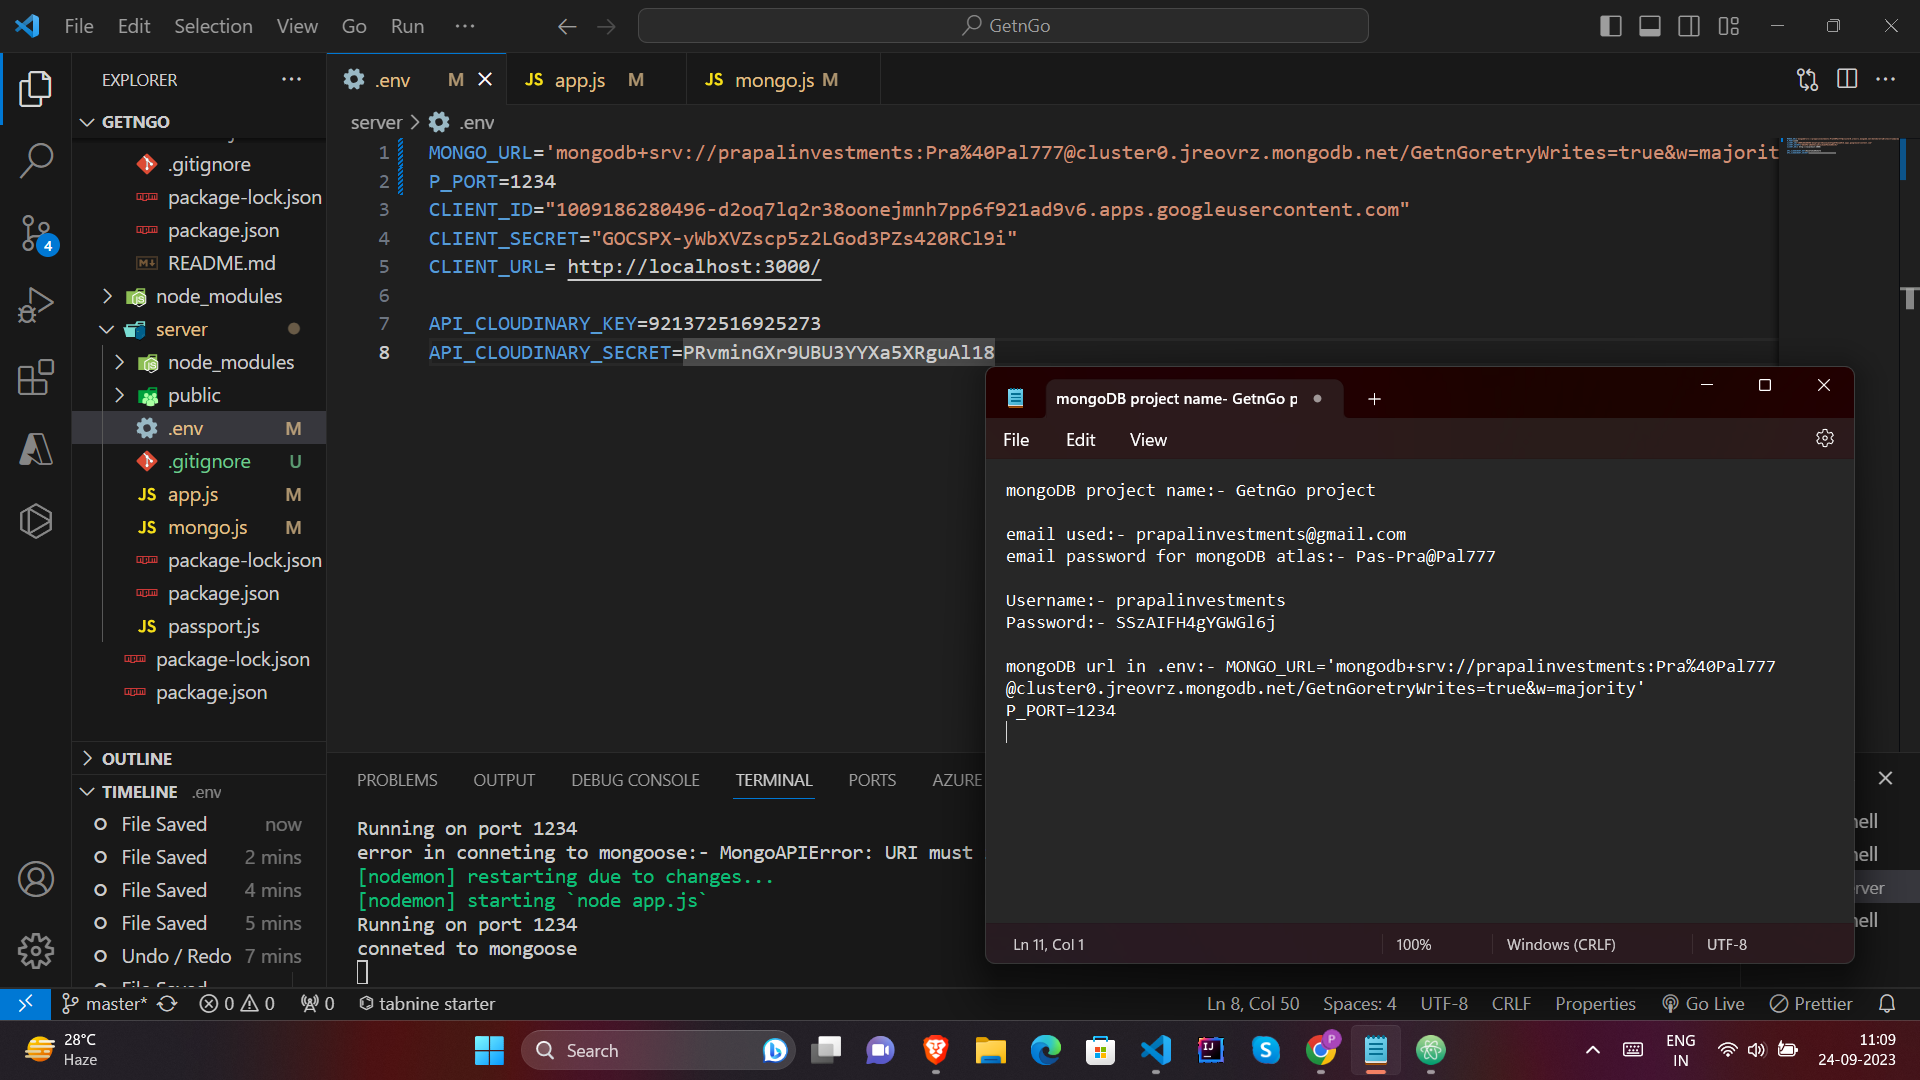 File Edit Selection View Go Run ···
GetnGo
EXPLORER
GETNGO
.gitignore
package-lock.json
package.json
README.md
node_modules
server
node_modules
public
.env M
.gitignore U
JS app.js M
JS mongo.js M
package-lock.json
package.json
JS passport.js
package-lock.json
package.json
OUTLINE
TIMELINE .env
File Saved now
File Saved 2 mins
File Saved 4 mins
File Saved 5 mins
Undo / Redo 7 mins
.env M
JS app.js M
JS mongo.js M
server > .env
1 MONGO_URL='mongodb+srv://prapalinvestments:Pra%40Pal777@cluster0.jreovrz.mongodb.net/GetnGoretryWrites=true&w=majorit
2 P_PORT=1234
3 CLIENT_ID="1009186280496-d2oq7lq2r38oonejmnh7pp6f921ad9v6.apps.googleusercontent.com"
4 CLIENT_SECRET="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"
5 CLIENT_URL= http://localhost:3000/
6
7 API_CLOUDINARY_KEY=921372516925273
8 API_CLOUDINARY_SECRET=PRvminGXr9UBU3YYXa5XRguAl18
PROBLEMS OUTPUT DEBUG CONSOLE TERMINAL PORTS AZURE
Running on port 1234
error in conneting to mongoose:- MongoAPIError: URI must
[nodemon] restarting due to changes...
[nodemon] starting `node app.js`
Running on port 1234
conneted to mongoose
mongoDB project name- GetnGo p
File Edit View
mongoDB project name:- GetnGo project
email used:- prapalinvestments@gmail.com
email password for mongoDB atlas:- Pas-Pra@Pal777
Username:- prapalinvestments
Password:- SSzAIFH4gYGWGl6j
mongoDB url in .env:- MONGO_URL='mongodb+srv://prapalinvestments:Pra%40Pal777
@cluster0.jreovrz.mongodb.net/GetnGoretryWrites=true&w=majority'
P_PORT=1234
Ln 11, Col 1 100% Windows (CRLF) UTF-8
4
master* 0 0 0 tabnine starter
Ln 8, Col 50 Spaces: 4 UTF-8 CRLF Properties Go Live Prettier
28°C
Haze
Search
ENG
IN
11:09
24-09-2023